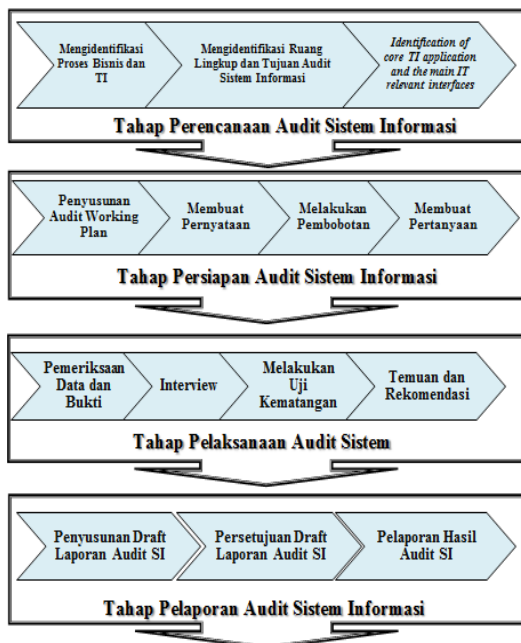 Mengidentifikasi
Proses Bisnis dan
TI
Mengidentifikasi Ruang
Lingkup dan Tujuan Audit
Sistem Informasi
Identification of
core TI application
and the main IT
relevant interfaces
Tahap Perencanaan Audit Sistem Informasi
Penyusunan
Audit Working
Plan
Membuat
Pernyataan
Melakukan
Pembobotan
Membuat
Pertanyaan
Tahap Persiapan Audit Sistem Informasi
Pemeriksaan
Data dan
Bukti
Interview
Melakukan
Uji
Kematangan
Temuan dan
Rekomendasi
Tahap Pelaksanaan Audit Sistem
Penyusunan Draft
Laporan Audit SI
Persetujuan Draft
Laporan Audit SI
Pelaporan Hasil
Audit SI
Tahap Pelaporan Audit Sistem Informasi